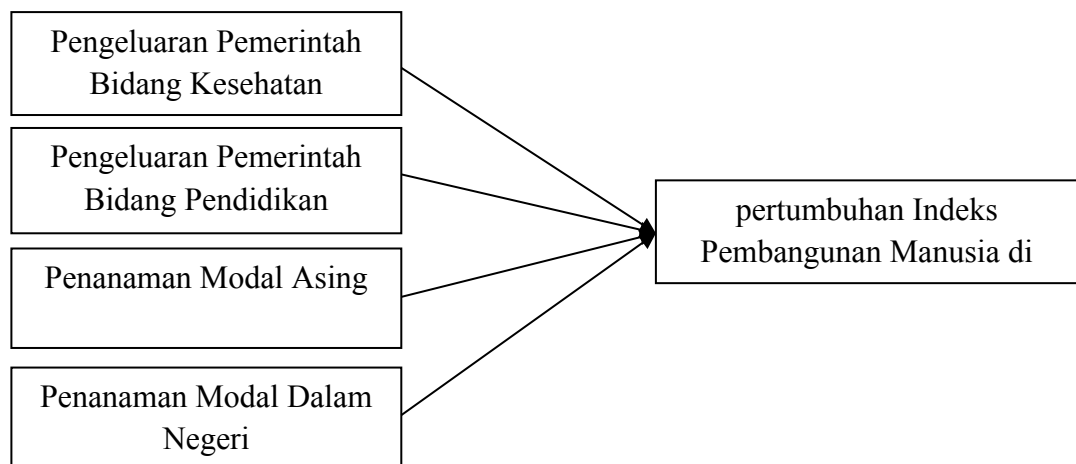 Pengeluaran Pemerintah
Bidang Kesehatan
Pengeluaran Pemerintah
Bidang Pendidikan
Penanaman Modal Asing
Penanaman Modal Dalam
Negeri
pertumbuhan Indeks
Pembangunan Manusia di